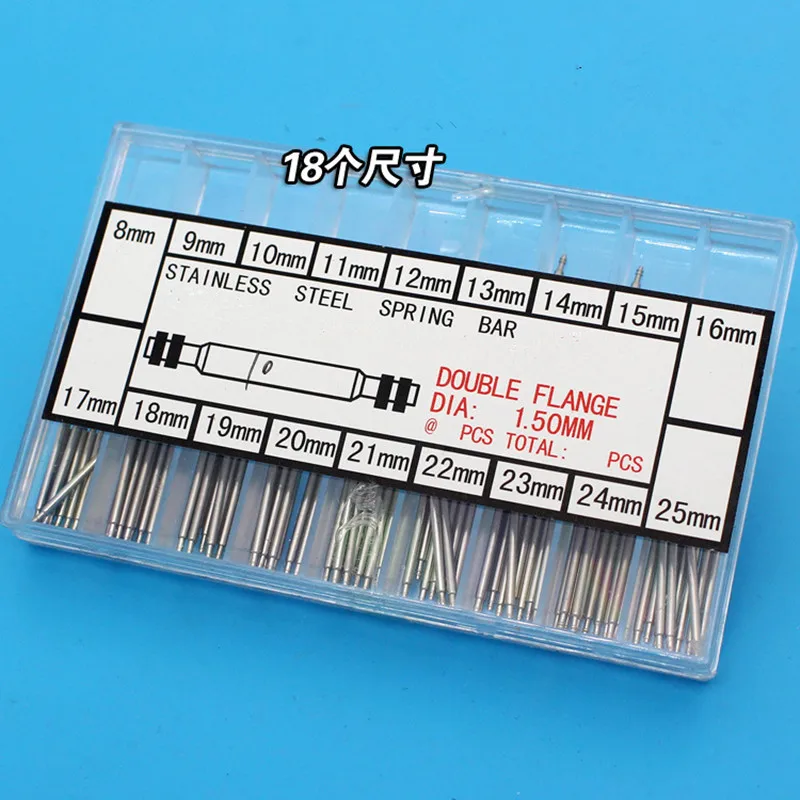 18个尺寸
8mm 9mm 10mm 11mm 12mm 13mm 14mm 15mm 16mm
STAINLESS STEEL SPRING BAR
0
DOUBLE FLANGE
DIA: 1.50MM
@ PCS TOTAL: PCS
17mm 18mm 19mm 20mm 21mm 22mm 23mm 24mm 25mm